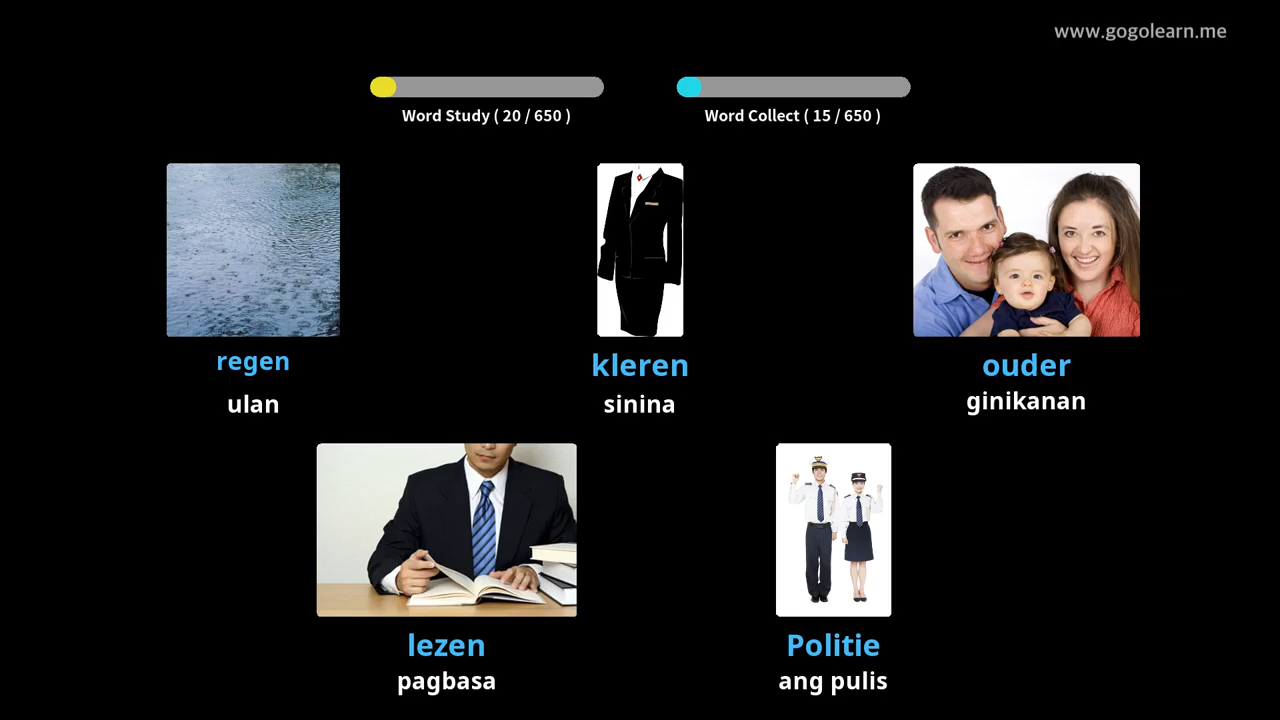 www.gogolearn.me
Word Study ( 20 / 650 )
Word Collect ( 15 / 650 )
regen
ulan
kleren
sinina
ouder
ginikanan
lezen
pagbasa
Politie
ang pulis